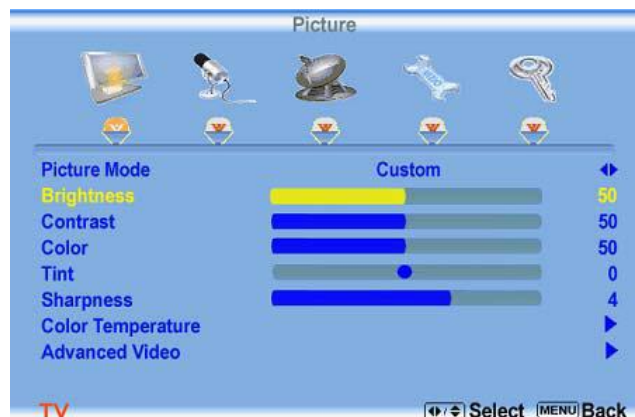 Picture
Picture Mode Custom
Brightness 50
Contrast 50
Color 50
Tint 0
Sharpness 4
Color Temperature
Advanced Video
TV Select MENU Back